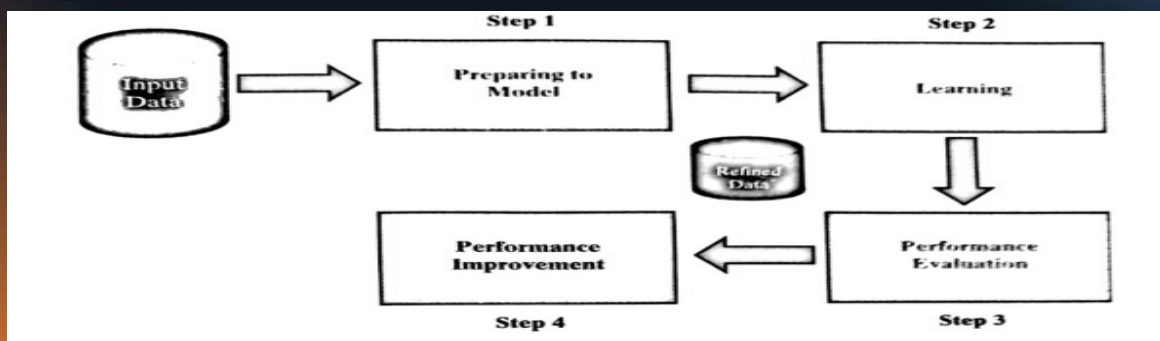 Step 1
Step 2
Input
Data
Preparing to
Model
Learning
Refined
Data
Performance
Improvement
Performance
Evaluation
Step 4
Step 3